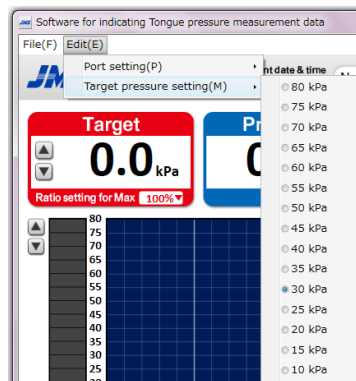 JMS Software for indicating Tongue pressure measurement data
File(F) Edit(E)
Port setting(P)
Target pressure setting(M)
nt date & time
80 kPa
75 kPa
70 kPa
65 kPa
60 kPa
55 kPa
50 kPa
45 kPa
40 kPa
35 kPa
30 kPa
25 kPa
20 kPa
15 kPa
10 kPa
JM
Target
0.0 kPa
Ratio setting for Max 100%
Pr
80
75
70
65
60
55
50
45
40
35
30
25